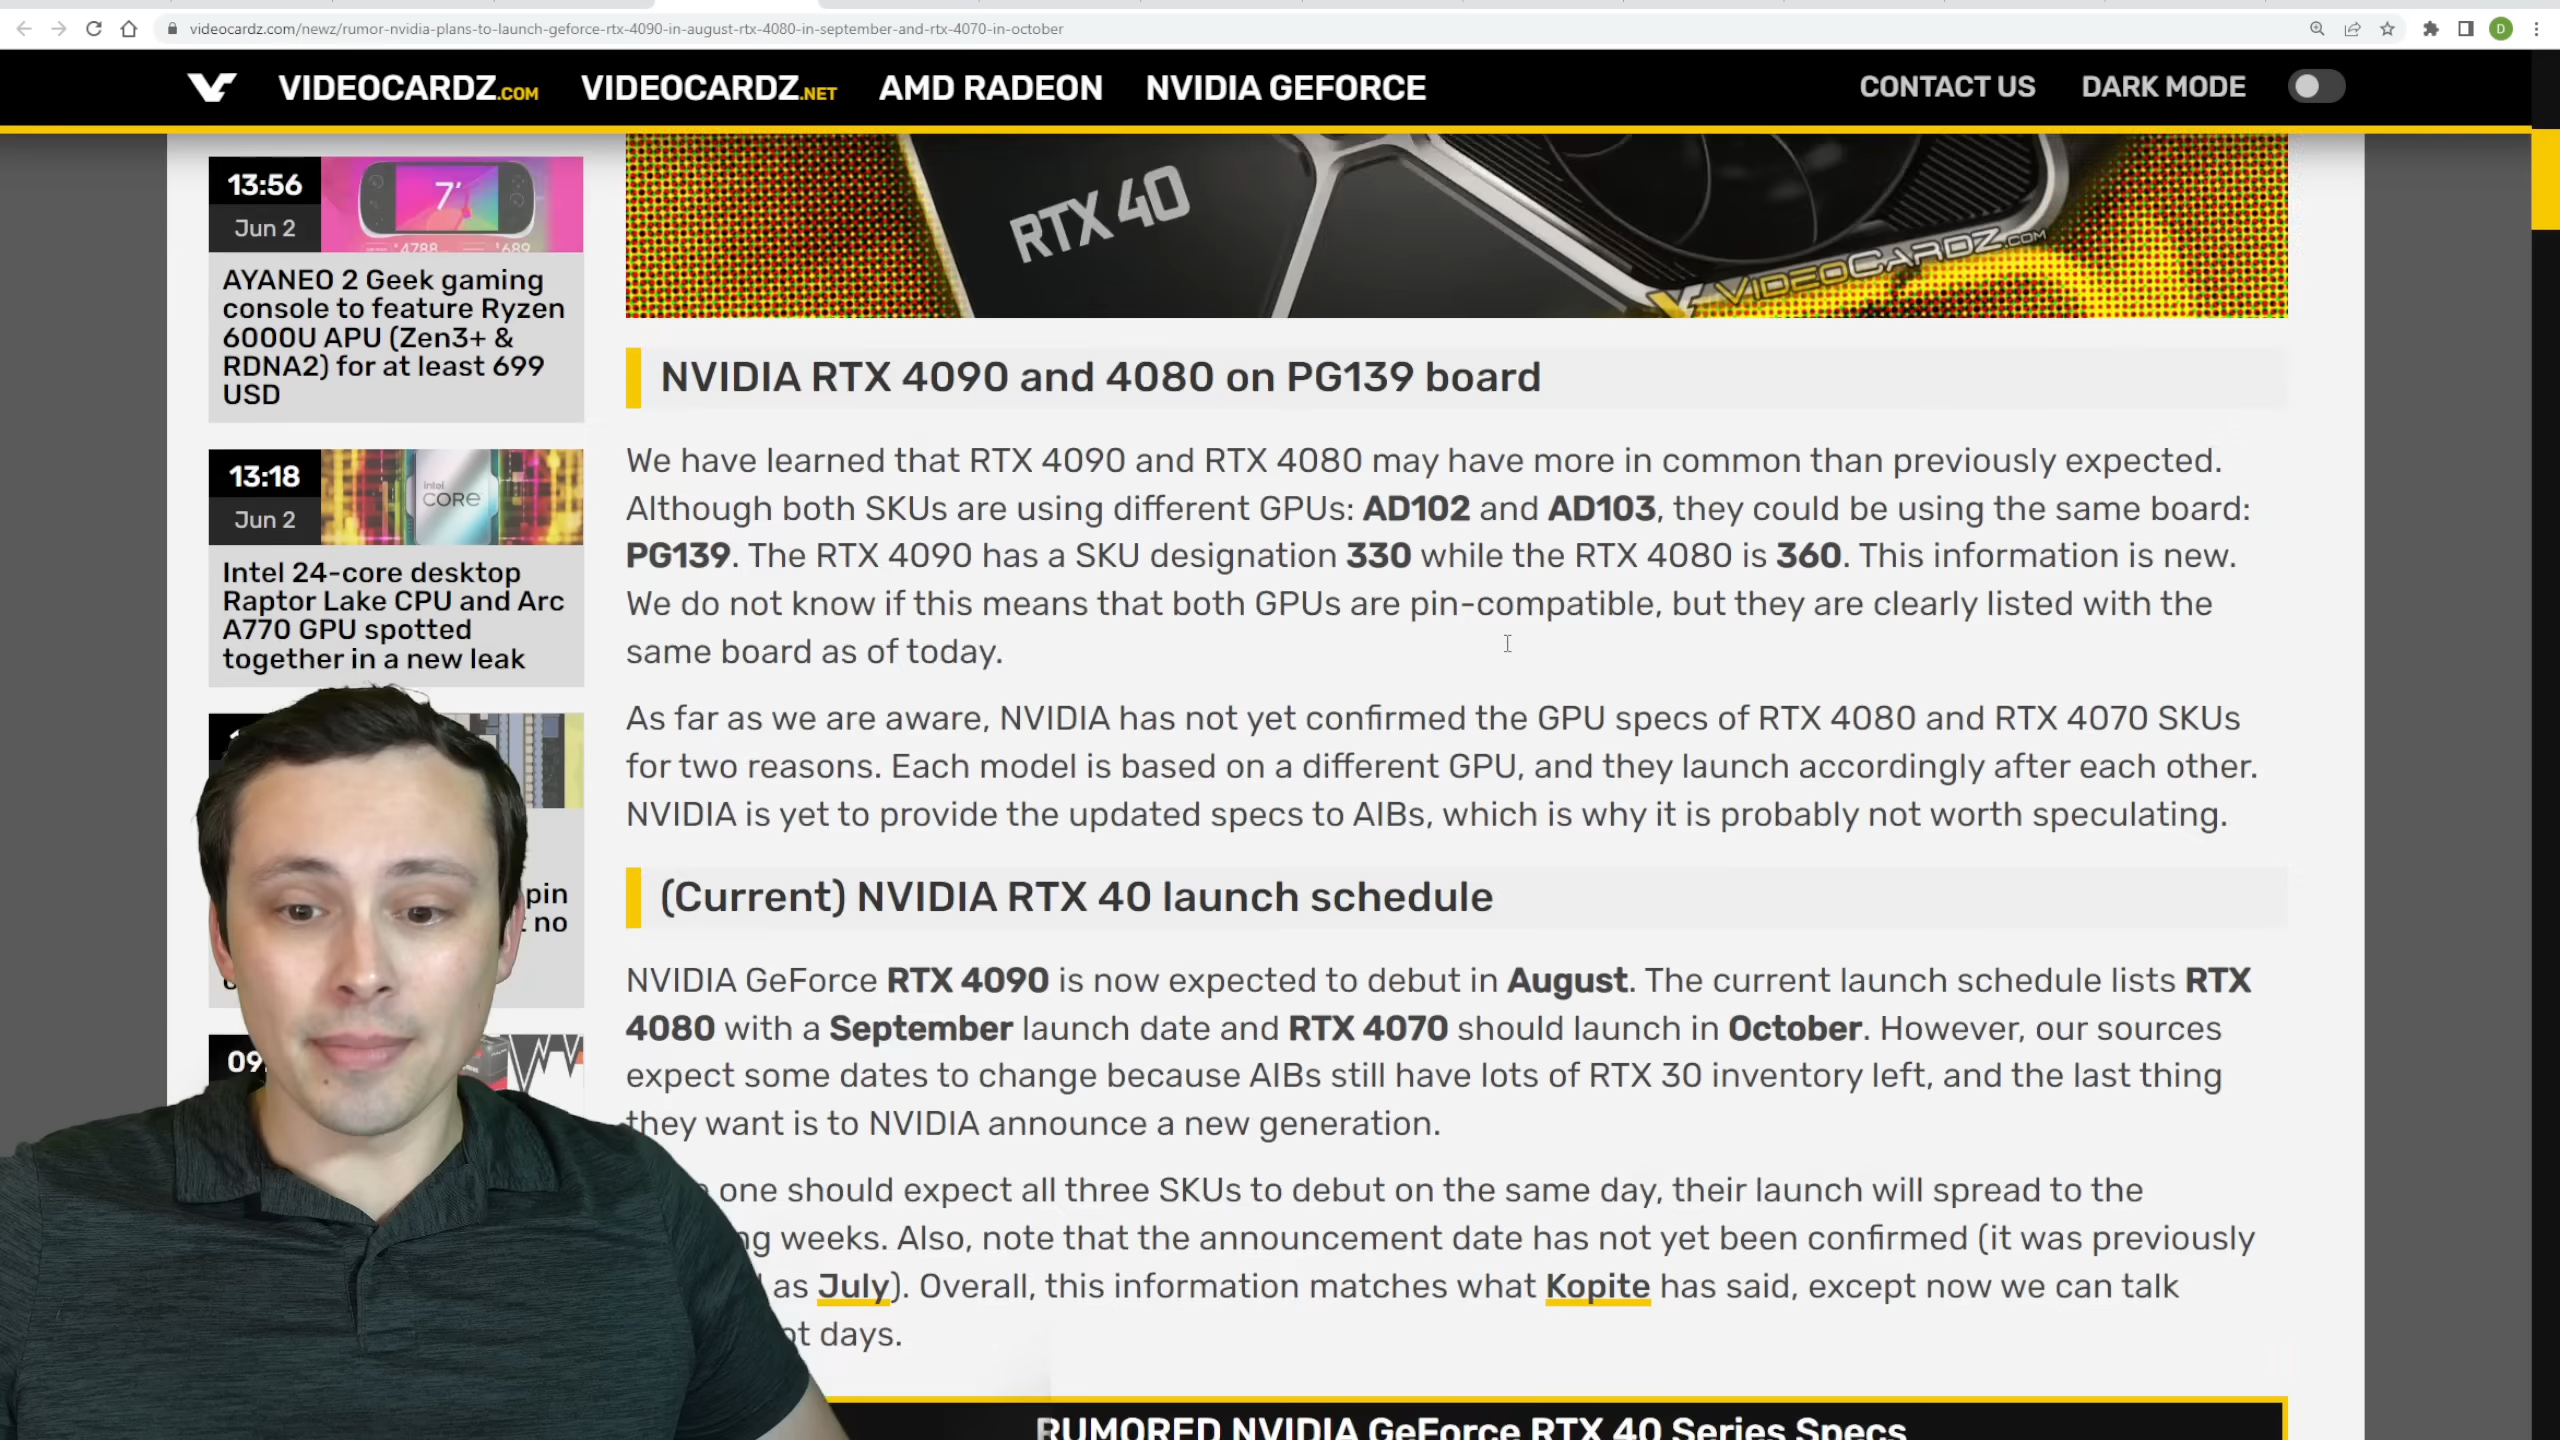 videocardz.com/newz/rumor-nvidia-plans-to-launch-geforce-rtx-4090-in-august-rtx-4080-in-september-and-rtx-4070-in-october
D
VIDEOCARDZ.COM VIDEOCARDZ.NET AMD RADEON NVIDIA GEFORCE CONTACT US DARK MODE
13:56
Jun 2
7″
AYANEO 2 Geek gaming
console to feature Ryzen
6000U APU (Zen3+ &
RDNA2) for at least 699
USD
13:18
Jun 2
intel
CORE
Intel 24-core desktop
Raptor Lake CPU and Arc
A770 GPU spotted
together in a new leak
pin
no
09
RTX 40
VIDEOCARDZ.COM
NVIDIA RTX 4090 and 4080 on PG139 board
We have learned that RTX 4090 and RTX 4080 may have more in common than previously expected.
Although both SKUs are using different GPUs: AD102 and AD103, they could be using the same board:
PG139. The RTX 4090 has a SKU designation 330 while the RTX 4080 is 360. This information is new.
We do not know if this means that both GPUs are pin-compatible, but they are clearly listed with the
same board as of today.
As far as we are aware, NVIDIA has not yet confirmed the GPU specs of RTX 4080 and RTX 4070 SKUs
for two reasons. Each model is based on a different GPU, and they launch accordingly after each other.
NVIDIA is yet to provide the updated specs to AIBs, which is why it is probably not worth speculating.
(Current) NVIDIA RTX 40 launch schedule
NVIDIA GeForce RTX 4090 is now expected to debut in August. The current launch schedule lists RTX
4080 with a September launch date and RTX 4070 should launch in October. However, our sources
expect some dates to change because AIBs still have lots of RTX 30 inventory left, and the last thing
they want is to NVIDIA announce a new generation.
one should expect all three SKUs to debut on the same day, their launch will spread to the
weeks. Also, note that the announcement date has not yet been confirmed (it was previously
as July). Overall, this information matches what Kopite has said, except now we can talk
days.
RUMORED NVIDIA GeForce RTX 40 Series Specs